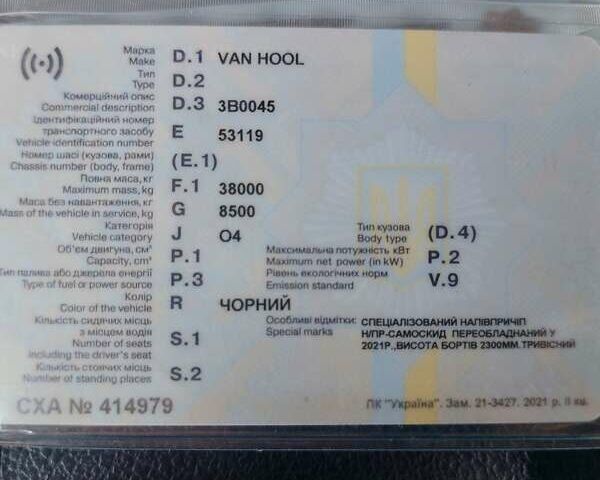 Марка
Make D.1 VAN HOOL
Тип
Type D.2
Комерційний опис
Commercial description D.3 3B0045
Ідентифікаційний номер
транспортного засобу E 53119
Vehicle identification number
Номер шасі (кузова, рами) (E.1)
Chassis number (body, frame)
Повна маса, кг
Maximum mass, kg F.1 38000
Маса без навантаження, кг
Mass of the vehicle in service, kg G 8500
Категорія
Vehicle category J O4
Тип кузова
Body type (D.4)
Об'єм двигуна, см³
Capacity, cm³ P.1
Максимальна потужність кВт
Maximum net power (in kW) P.2
Тип палива або джерела енергії
Type of fuel or power source P.3
Рівень екологічних норм
Emission standard V.9
Колір
Color of the vehicle R ЧОРНИЙ
Кількість сидячих місць
з місцем водія
Number of seats S.1
including the driver's seat
Особливі відмітки:
Special marks
СПЕЦІАЛІЗОВАНИЙ НАПІВПРИЧІП
Н/ПР-САМОСКИД ПЕРЕОБЛАДНАНИЙ У
2021Р.,ВИСОТА БОРТІВ 2300ММ.ТРИВІСНИЙ
Кількість стоячих місць
Number of standing places S.2
СХА № 414979
ПК "Україна". Зам. 21-3427. 2021 р. ІІ кв.